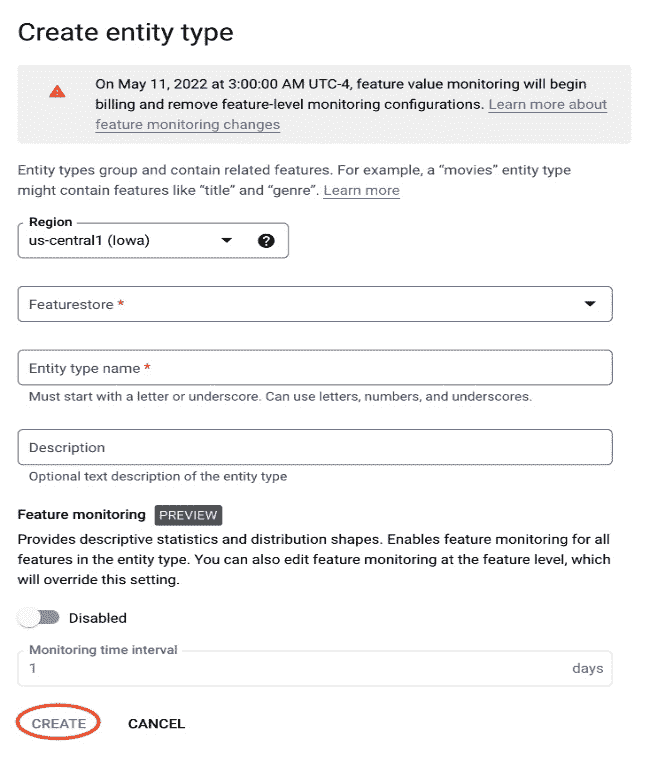 Create entity type
On May 11, 2022 at 3:00:00 AM UTC-4, feature value monitoring will begin
billing and remove feature-level monitoring configurations. Learn more about
feature monitoring changes
Entity types group and contain related features. For example, a “movies” entity type
might contain features like “title” and “genre”. Learn more
Region
us-central1 (Iowa)
?
Featurestore *
Entity type name *
Must start with a letter or underscore. Can use letters, numbers, and underscores.
Description
Optional text description of the entity type
Feature monitoring PREVIEW
Provides descriptive statistics and distribution shapes. Enables feature monitoring for all
features in the entity type. You can also edit feature monitoring at the feature level, which
will override this setting.
Disabled
Monitoring time interval
1 days
CREATE CANCEL